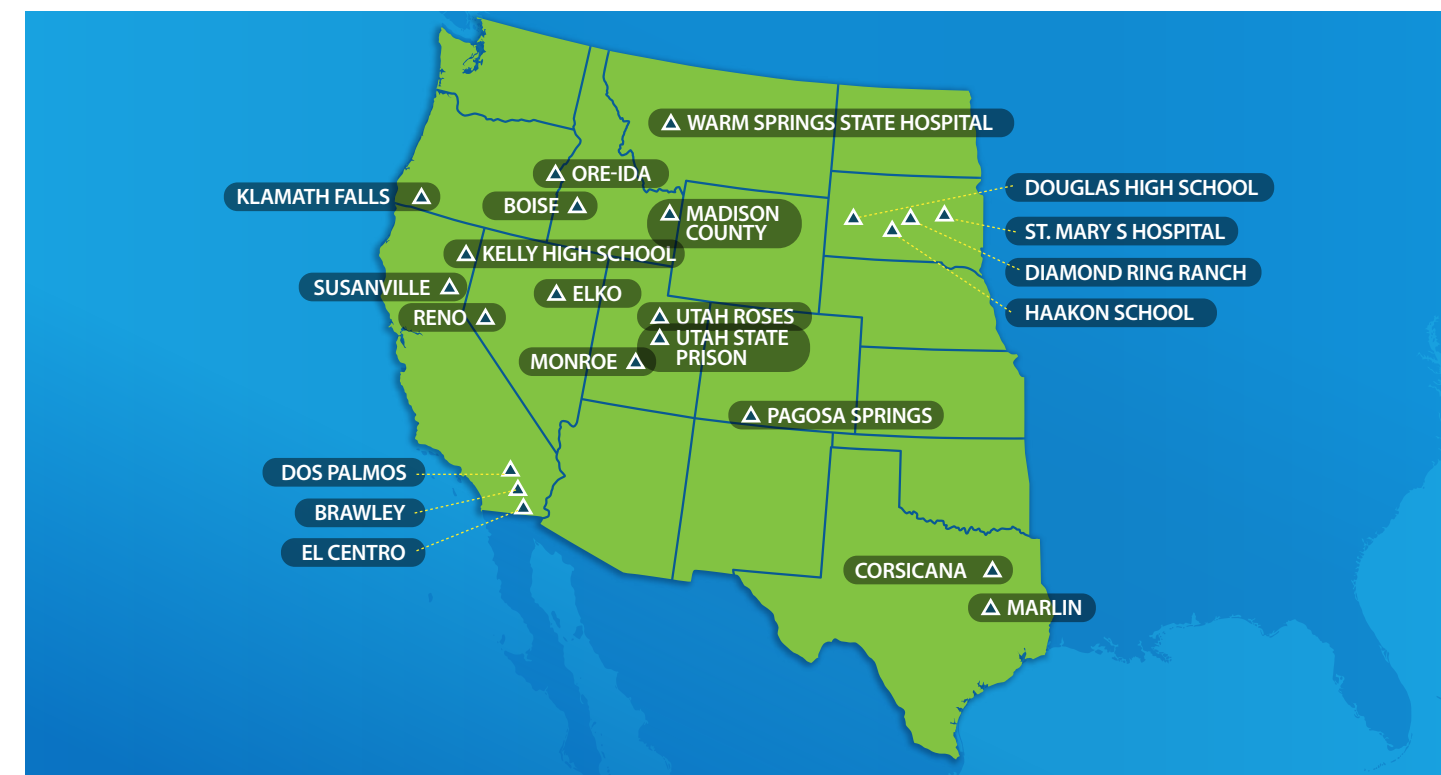 WARM SPRINGS STATE HOSPITAL
ORE-IDA
KLAMATH FALLS
BOISE
MADISON
COUNTY
DOUGLAS HIGH SCHOOL
ST. MARY S HOSPITAL
DIAMOND RING RANCH
HAAKON SCHOOL
KELLY HIGH SCHOOL
SUSANVILLE
ELKO
RENO
UTAH ROSES
UTAH STATE
PRISON
MONROE
PAGOSA SPRINGS
DOS PALMOS
BRAWLEY
EL CENTRO
CORSICANA
MARLIN